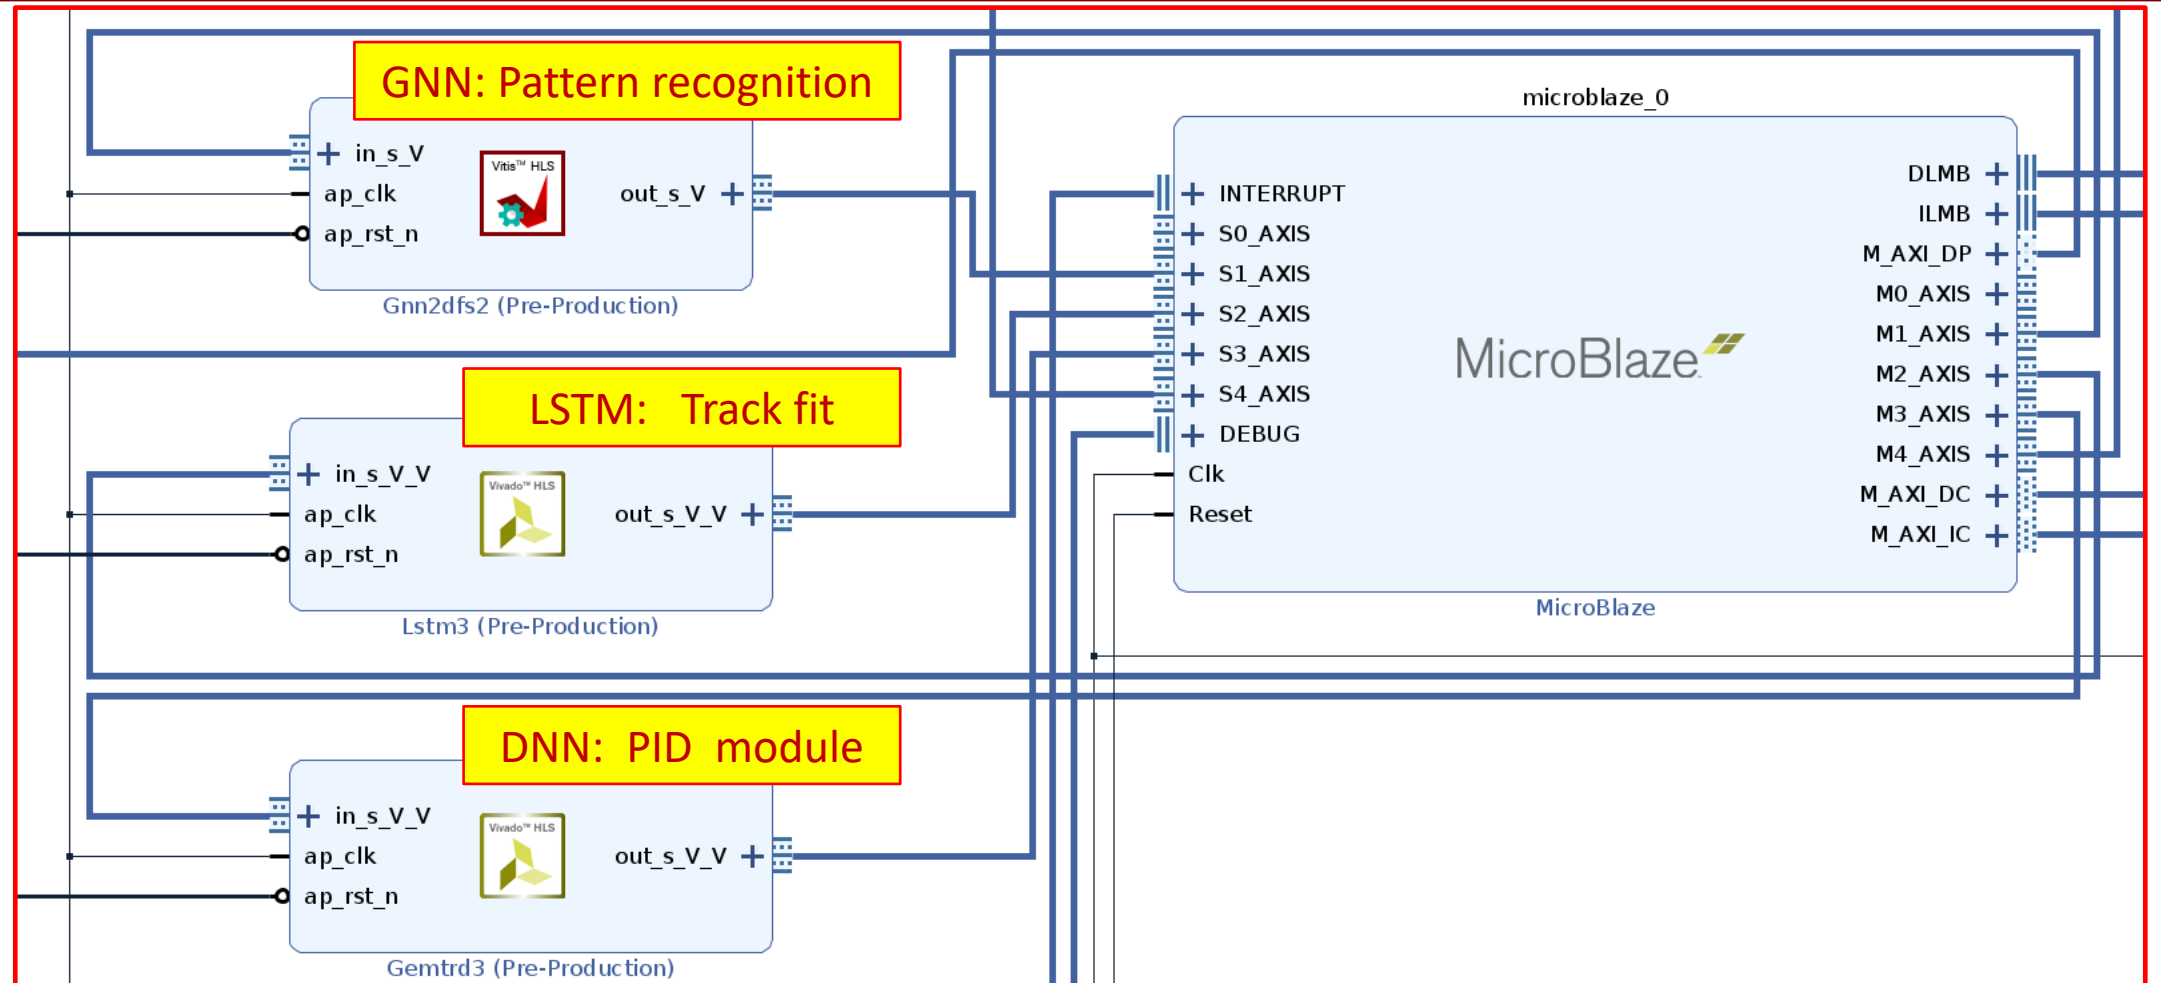 GNN: Pattern recognition
in_s_V
ap_clk
ap_rst_n
Vitis™ HLS
out_s_V
Gnn2dfs2 (Pre-Production)
LSTM: Track fit
in_s_V_V
ap_clk
ap_rst_n
Vivado™ HLS
out_s_V_V
Lstm3 (Pre-Production)
DNN: PID module
in_s_V_V
ap_clk
ap_rst_n
Vivado™ HLS
out_s_V_V
Gemtrd3 (Pre-Production)
microblaze_0
INTERRUPT
S0_AXIS
S1_AXIS
S2_AXIS
S3_AXIS
S4_AXIS
DEBUG
Clk
Reset
MicroBlaze
DLMB
ILMB
M_AXI_DP
M0_AXIS
M1_AXIS
M2_AXIS
M3_AXIS
M4_AXIS
M_AXI_DC
M_AXI_IC
MicroBlaze